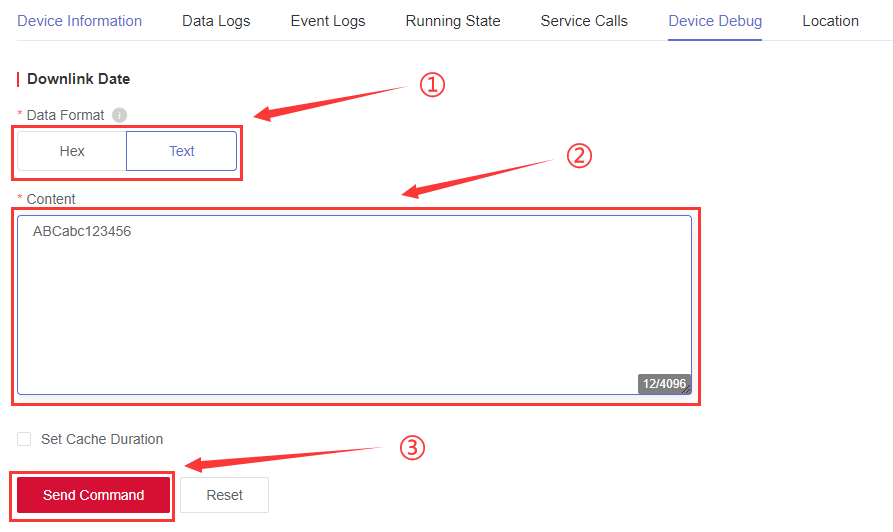 Device Information Data Logs Event Logs Running State Service Calls Device Debug Location
Downlink Date
①
* Data Format i
Hex Text
②
* Content
ABCabc123456
12/4096
Set Cache Duration
③
Send Command Reset